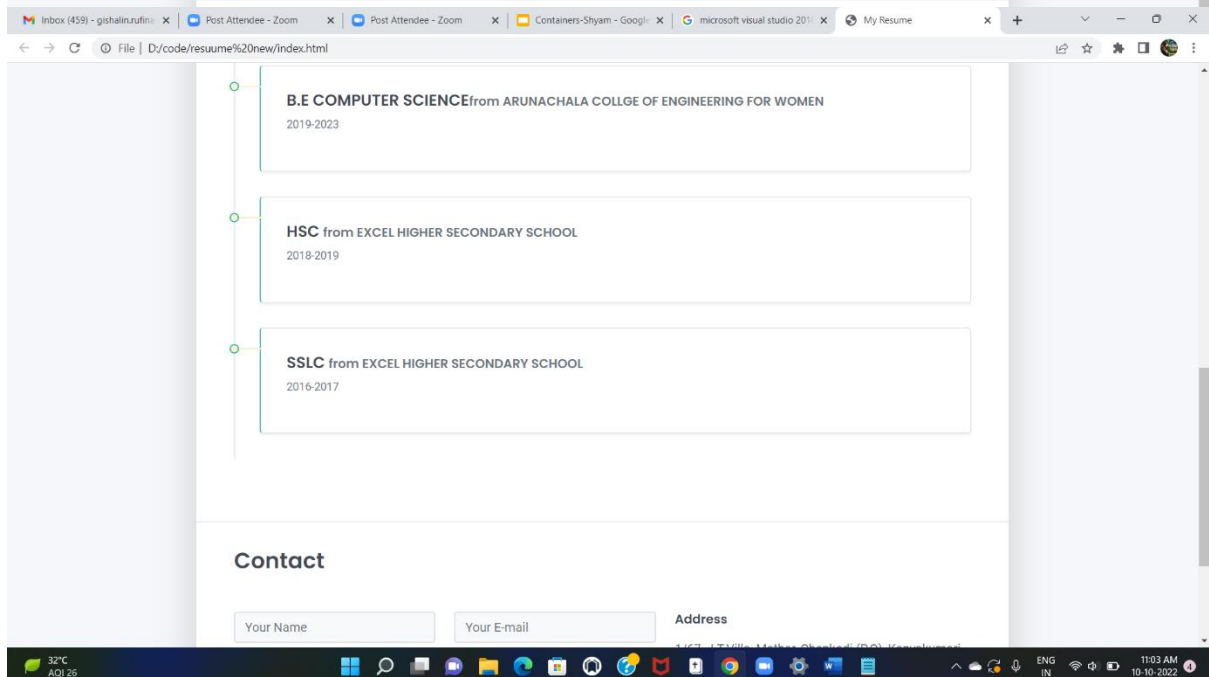 Inbox (459) - gishalin.rufina
Post Attendee - Zoom
Post Attendee - Zoom
Containers-Shyam - Google
microsoft visual studio 201
My Resume
File | D:/code/resuume%20new/index.html
B.E COMPUTER SCIENCEfrom ARUNACHALA COLLGE OF ENGINEERING FOR WOMEN
2019-2023
HSC from EXCEL HIGHER SECONDARY SCHOOL
2018-2019
SSLC from EXCEL HIGHER SECONDARY SCHOOL
2016-2017
Contact
Your Name
Your E-mail
Address
32°C
AQI 26
ENG
IN
11:03 AM
10-10-2022
4